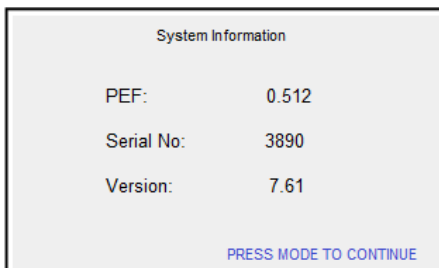 System Information
PEF: 0.512
Serial No: 3890
Version: 7.61
PRESS MODE TO CONTINUE